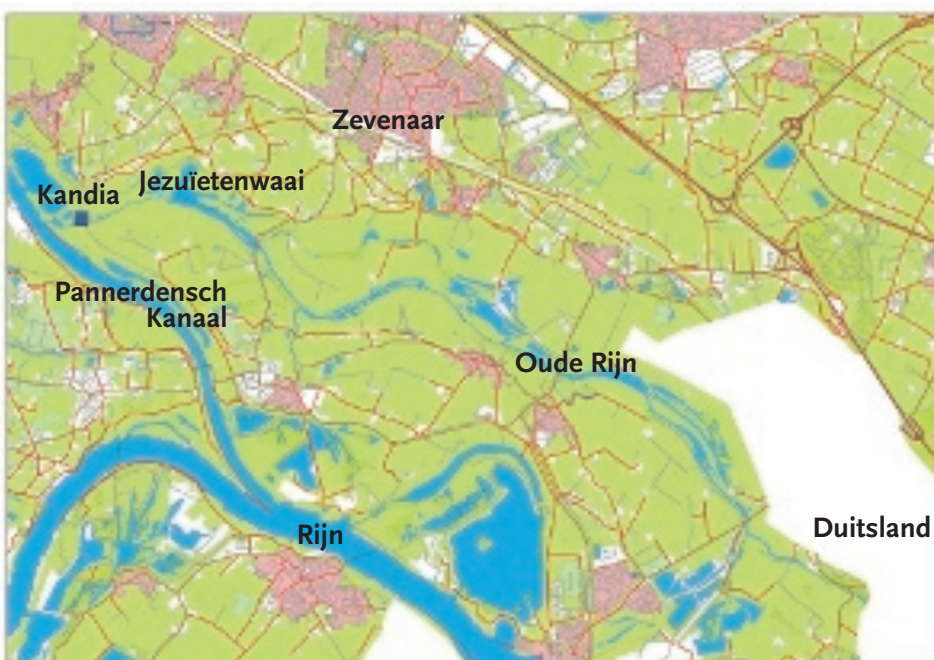 Zevenaar
Jezuïetenwaai
Kandia
Pannerdensch
Kanaal
Oude Rijn
Rijn
Duitsland